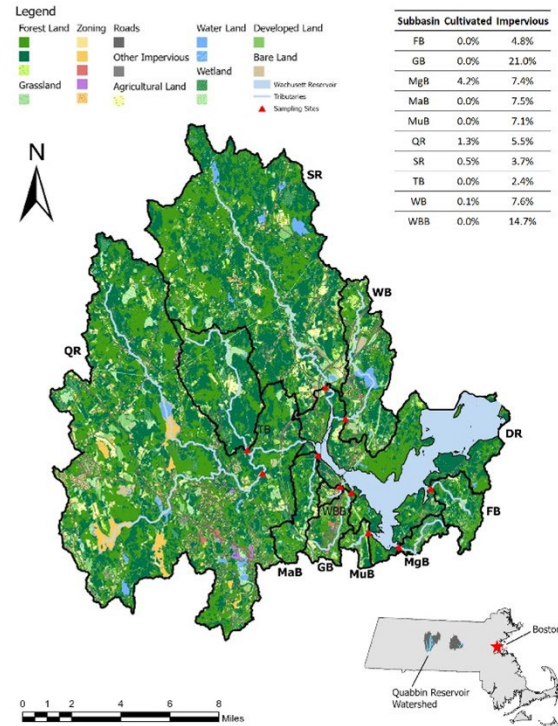 Legend
Forest Land Zoning Roads Water Land Developed Land
Other Impervious Bare Land
Grassland Agricultural Land Wetland
Wachusett Reservoir
Tributaries
Sampling Sites
Subbasin Cultivated Impervious
FB 0.0% 4.8%
GB 0.0% 21.0%
MgB 4.2% 7.4%
MaB 0.0% 7.5%
MuB 0.0% 7.1%
QR 1.3% 5.5%
SR 0.5% 3.7%
TB 0.0% 2.4%
WB 0.1% 7.6%
WBB 0.0% 14.7%
N
SR
WB
QR
TB
DR
WBB
FB
MaB
GB
MuB
MgB
Boston
Quabbin Reservoir
Watershed
0 1 2 4 6 8
Miles